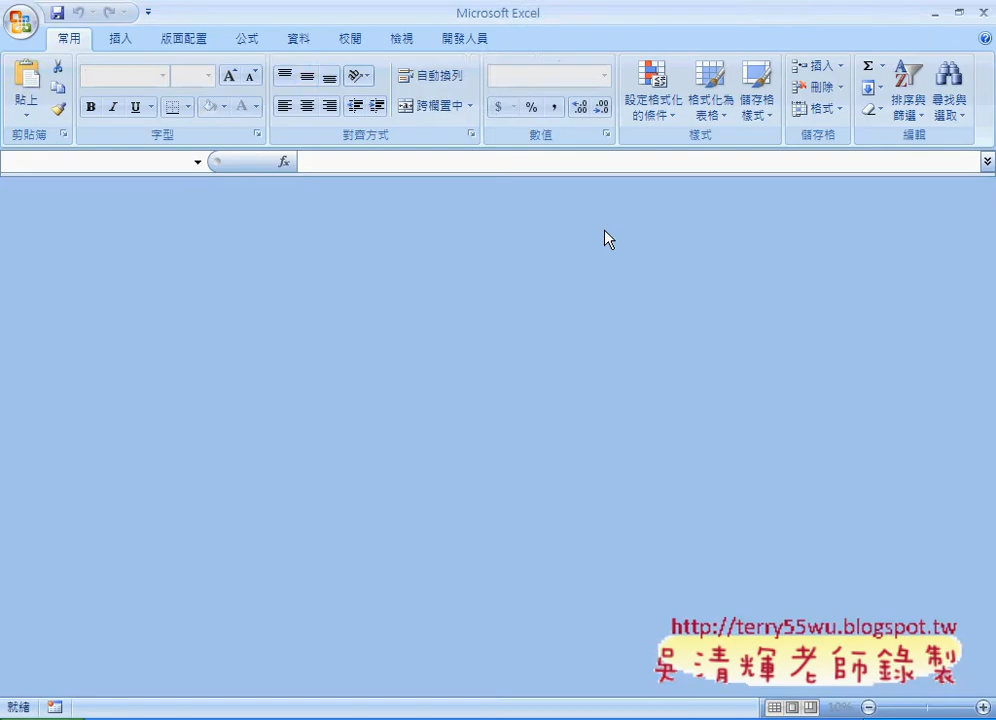 Microsoft Excel
常用 插入 版面配置 公式 資料 校閱 檢視 開發人員
貼上
剪貼簿
B I U A
字型
自動換列
跨欄置中
對齊方式
$ % ,
數值
設定格式化的條件
格式化為表格
儲存格樣式
樣式
插入
刪除
格式
儲存格
Σ
排序與篩選
尋找與選取
編輯
fx
http://terry55wu.blogspot.tw
吳清輝老師錄製
就緒
10%